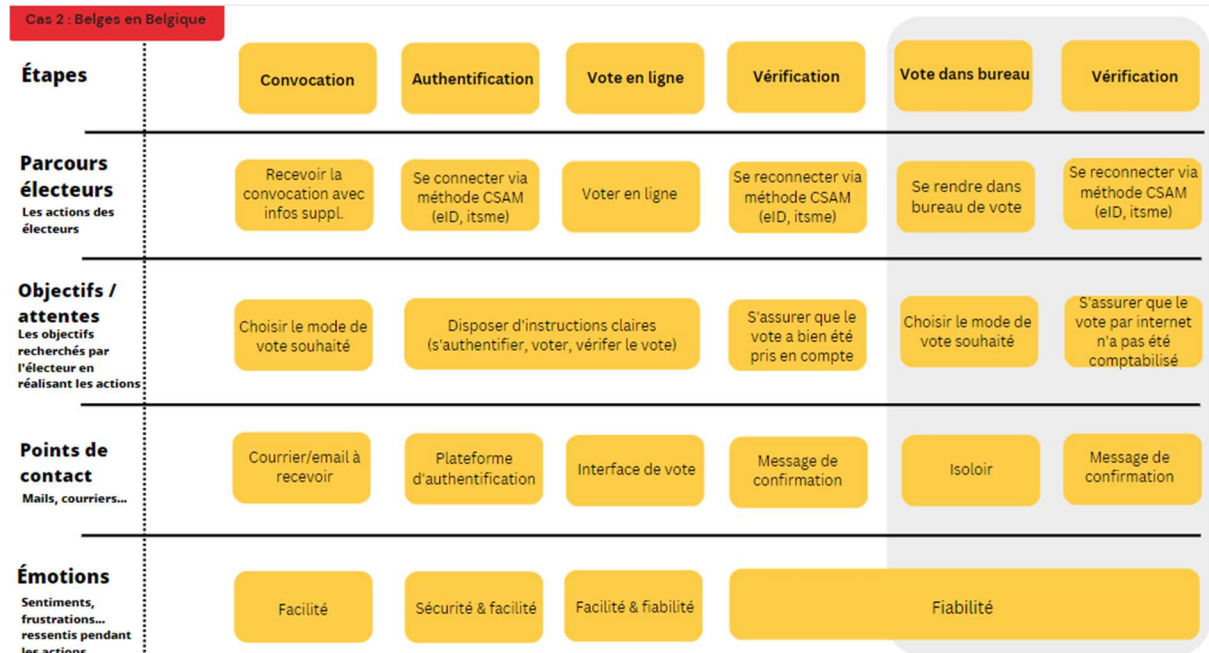 Cas 2 : Belges en Belgique
Étapes
Convocation
Authentification
Vote en ligne
Vérification
Vote dans bureau
Vérification
Parcours
électeurs
Les actions des
électeurs
Recevoir la
convocation avec
infos suppl.
Se connecter via
méthode CSAM
(eID, itsme)
Voter en ligne
Se reconnecter via
méthode CSAM
(eID, itsme)
Se rendre dans
bureau de vote
Se reconnecter via
méthode CSAM
(eID, itsme)
Objectifs /
attentes
Les objectifs
recherchés par
l'électeur en
réalisant les actions
Choisir le mode de
vote souhaité
Disposer d'instructions claires
(s'authentifier, voter, vérifer le vote)
S'assurer que le
vote a bien été
pris en compte
Choisir le mode de
vote souhaité
S'assurer que le
vote par internet
n'a pas été
comptabilisé
Points de
contact
Mails, courriers...
Courrier/email à
recevoir
Plateforme
d'authentification
Interface de vote
Message de
confirmation
Isoloir
Message de
confirmation
Émotions
Sentiments,
frustrations...
ressentis pendant
les actions
Facilité
Sécurité & facilité
Facilité & fiabilité
Fiabilité